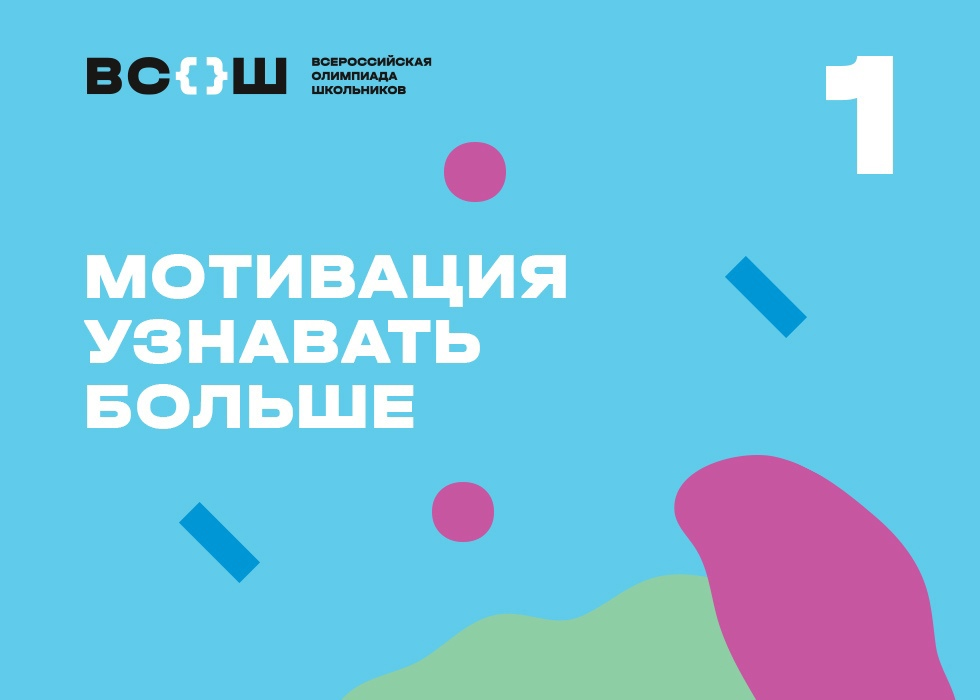 ВС{}Ш
ВСЕРОССИЙСКАЯ
ОЛИМПИАДА
ШКОЛЬНИКОВ
1
МОТИВАЦИЯ
УЗНАВАТЬ
БОЛЬШЕ